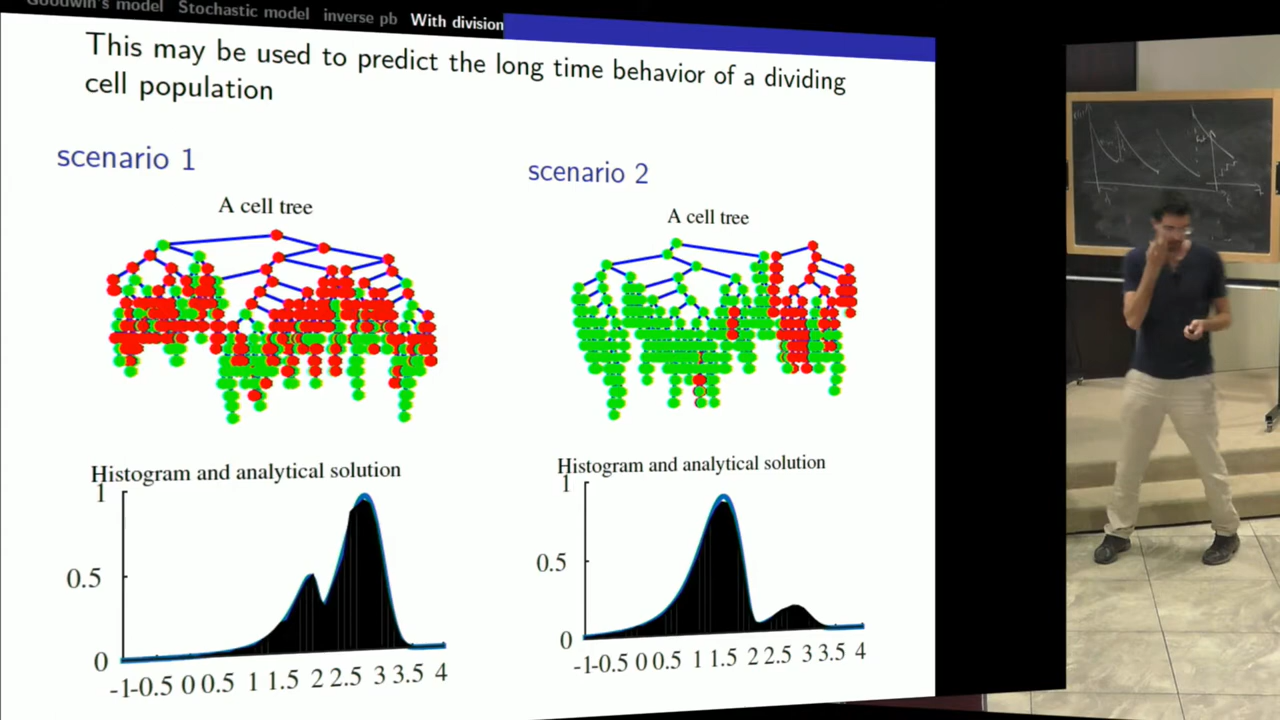 Goodwin's model Stochastic model inverse pb With division
This may be used to predict the long time behavior of a dividing
cell population
scenario 1
scenario 2
A cell tree
A cell tree
Histogram and analytical solution
Histogram and analytical solution
1
0.5
0
-1 -0.5 0 0.5 1 1.5 2 2.5 3 3.5 4
1
0.5
0
-1 -0.5 0 0.5 1 1.5 2 2.5 3 3.5 4